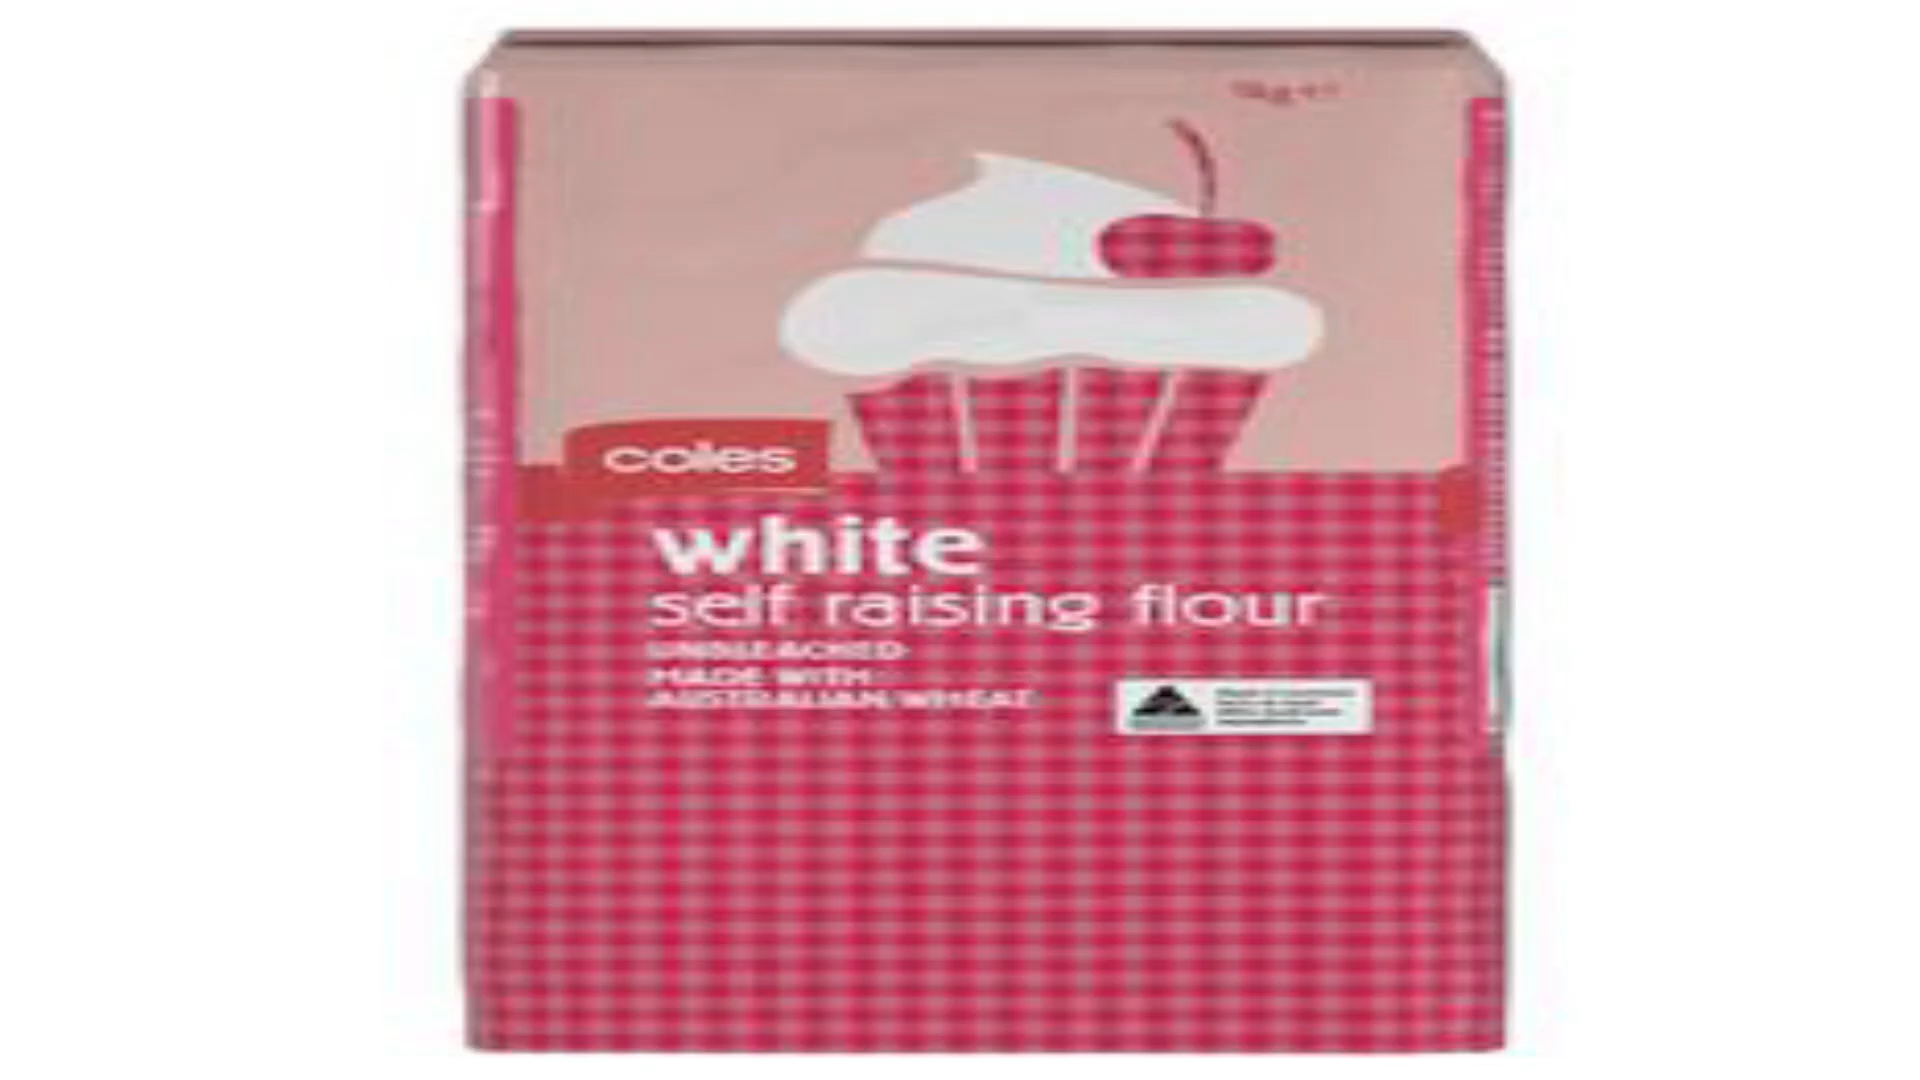 coles
white
self raising flour
UNBLEACHED
MADE WITH
AUSTRALIAN WHEAT